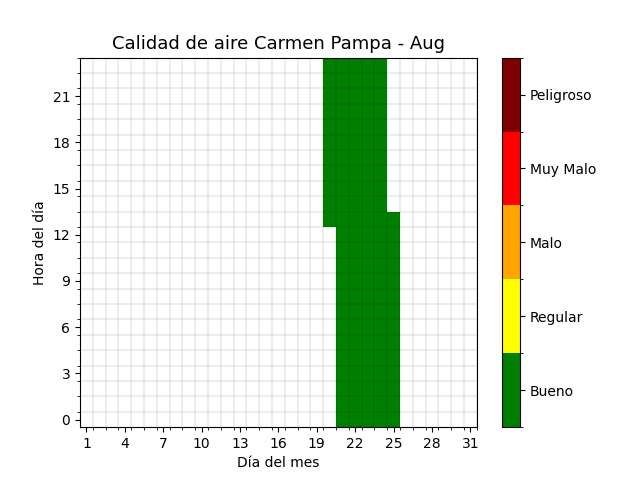 Calidad de aire Carmen Pampa - Aug
Hora del día
21
18
15
12
9
6
3
0
1 4 7 10 13 16 19 22 25 28 31
Día del mes
Peligroso
Muy Malo
Malo
Regular
Bueno